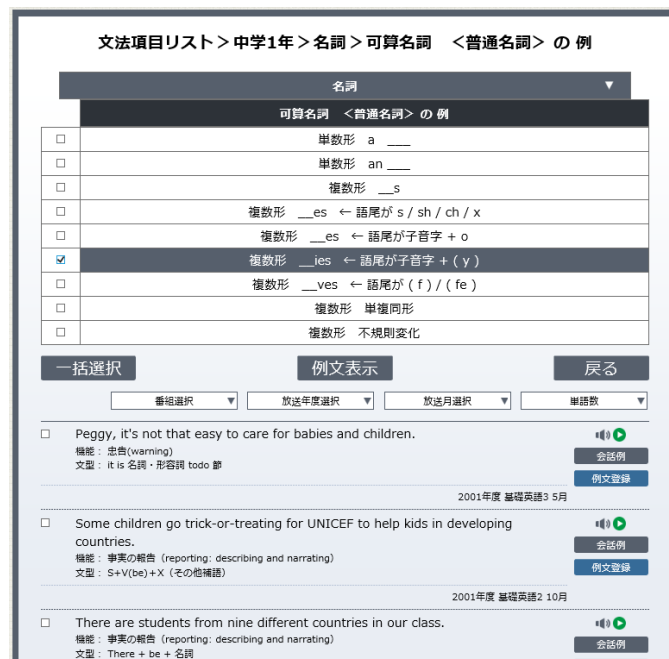 文法項目リスト＞中学1年＞名詞＞可算名詞　＜普通名詞＞ の 例
名詞 ▼
可算名詞　＜普通名詞＞ の 例
単数形　a　___
単数形　an ___
複数形　__s
複数形　__es　← 語尾が s / sh / ch / x
複数形　__es　← 語尾が子音字 + o
複数形　__ies　← 語尾が子音字 + ( y )
複数形　__ves　← 語尾が ( f ) / ( fe )
複数形　単複同形
複数形　不規則変化
一括選択 例文表示 戻る
番組選択 ▼ 放送年度選択 ▼ 放送月選択 ▼ 単語数 ▼
Peggy, it's not that easy to care for babies and children.
機能： 忠告(warning)
会話例
文型： it is 名詞・形容詞 todo 節
例文登録
2001年度 基礎英語3 5月
Some children go trick-or-treating for UNICEF to help kids in developing
countries.
会話例
機能： 事実の報告（reporting: describing and narrating)
文型： S+V(be)+X（その他補語）
例文登録
2001年度 基礎英語2 10月
There are students from nine different countries in our class.
機能： 事実の報告（reporting: describing and narrating)
会話例
文型： There + be + 名詞